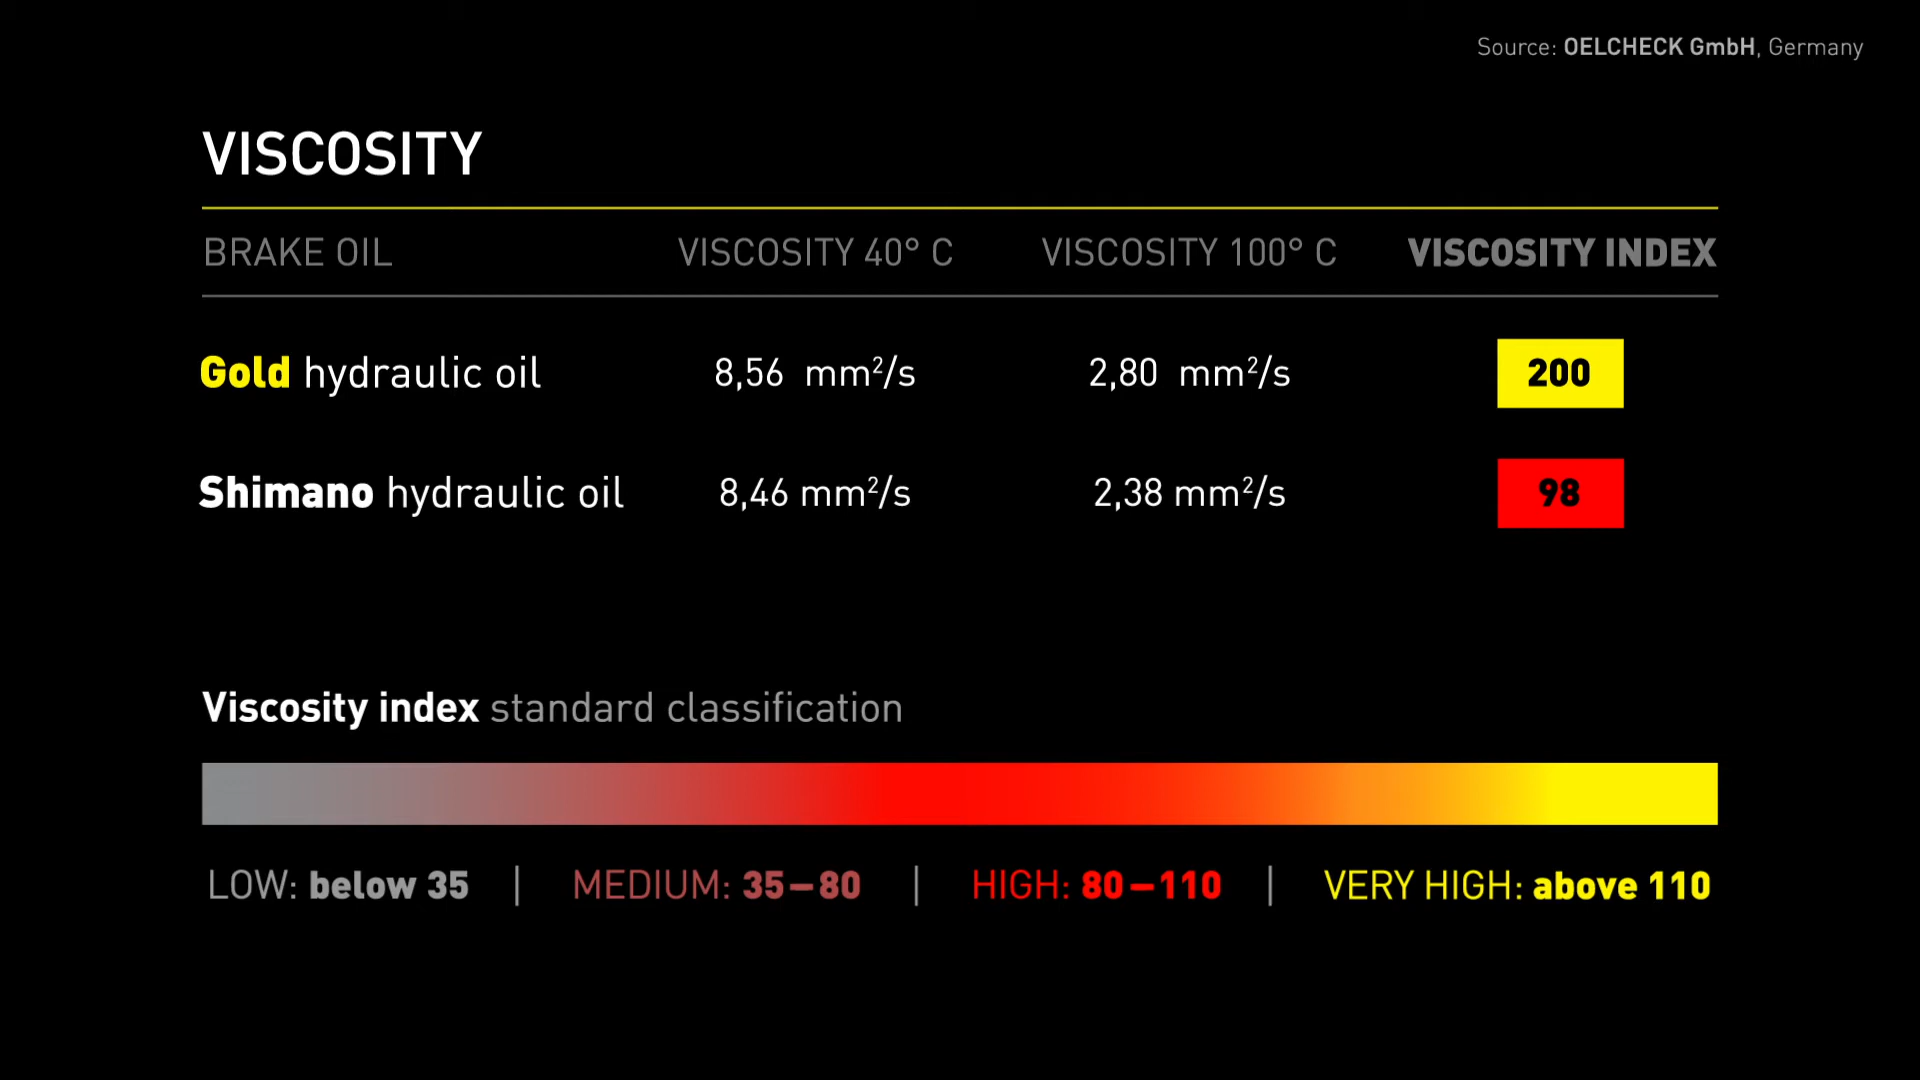 Source: OELCHECK GmbH, Germany
VISCOSITY
BRAKE OIL VISCOSITY 40° C VISCOSITY 100° C VISCOSITY INDEX
Gold hydraulic oil 8,56 mm²/s 2,80 mm²/s 200
Shimano hydraulic oil 8,46 mm²/s 2,38 mm²/s 98
Viscosity index standard classification
LOW: below 35 | MEDIUM: 35–80 | HIGH: 80–110 | VERY HIGH: above 110